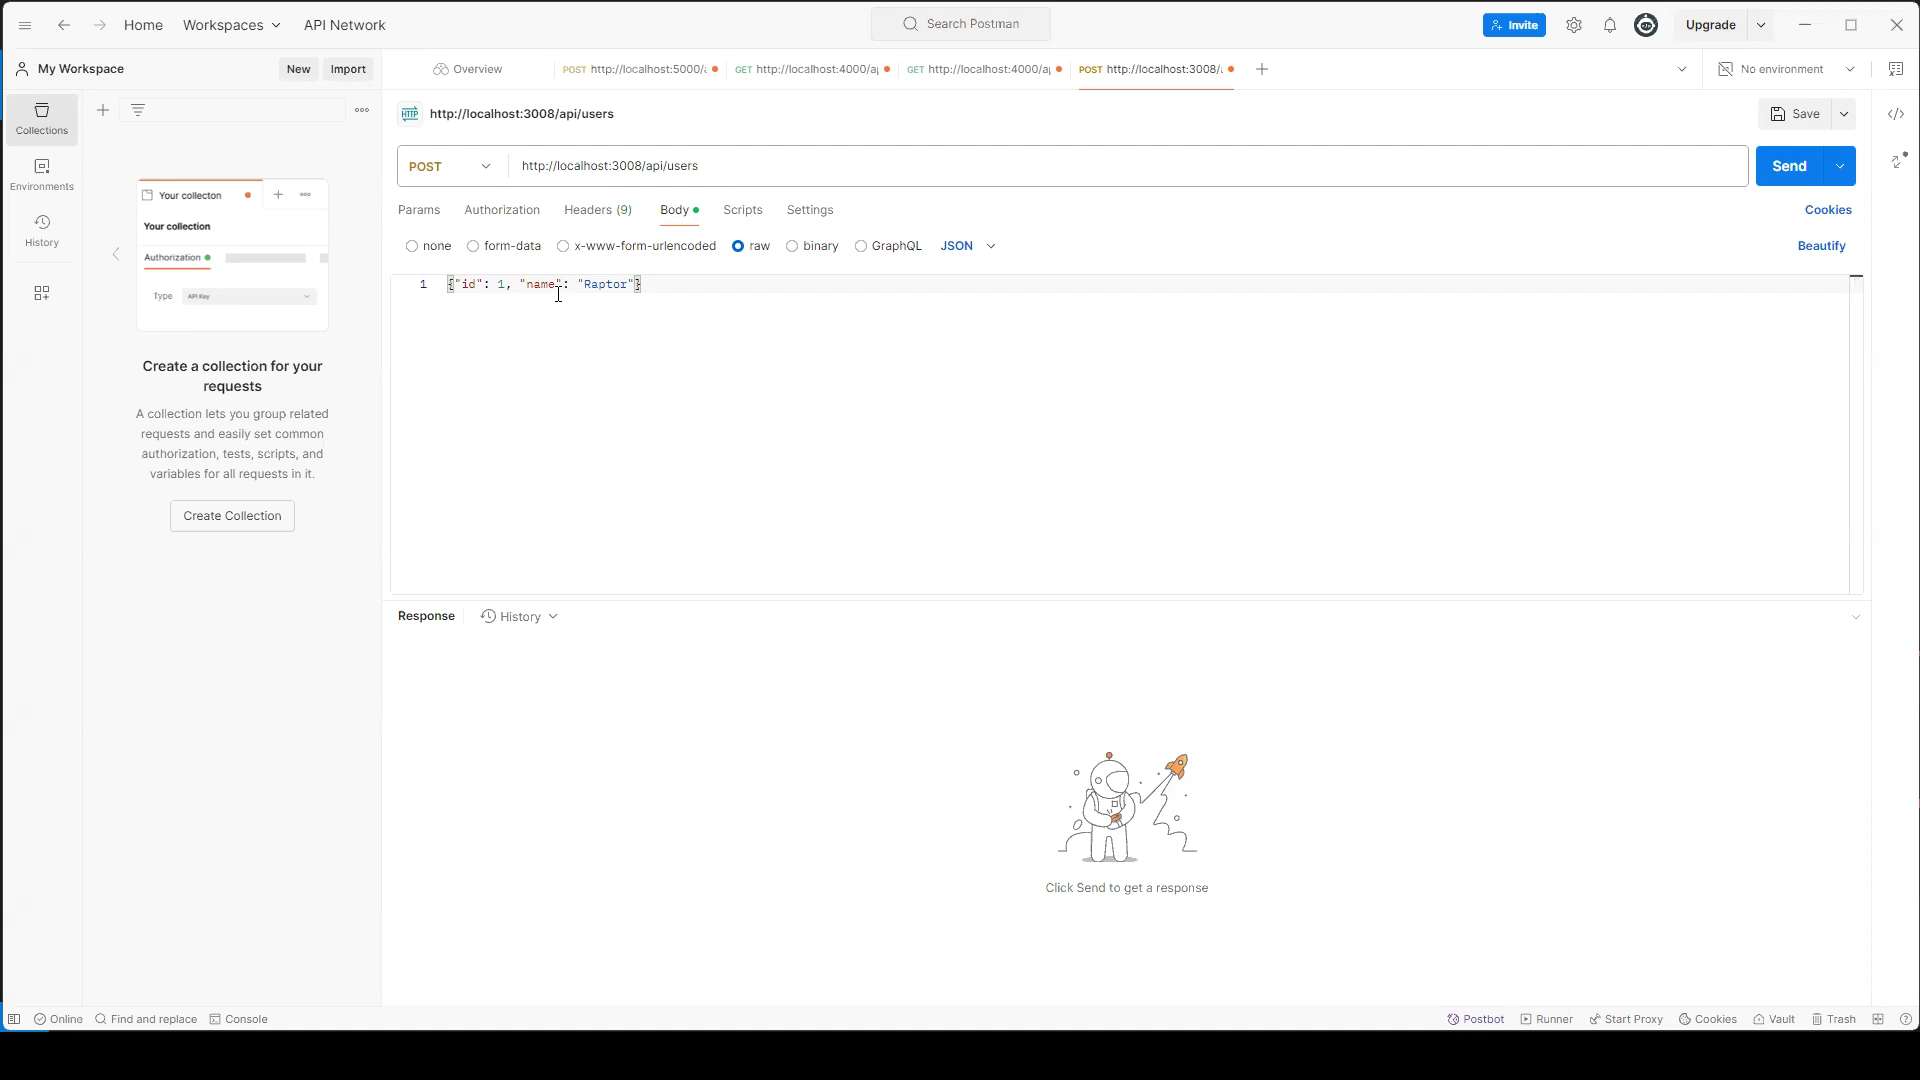 Home Workspaces API Network
Search Postman
Invite
Upgrade
My Workspace New Import
Overview
POST http://localhost:5000/
GET http://localhost:4000/a
GET http://localhost:4000/a
POST http://localhost:3008/
No environment
Collections
Environments
History
Your collecton
Your collection
Authorization
Type API Key
Create a collection for your
requests
A collection lets you group related
requests and easily set common
authorization, tests, scripts, and
variables for all requests in it.
Create Collection
HTTP http://localhost:3008/api/users
Save
POST http://localhost:3008/api/users
Send
Params Authorization Headers (9) Body Scripts Settings Cookies
none form-data x-www-form-urlencoded raw binary GraphQL JSON Beautify
1 {"id": 1, "name": "Raptor"}
Response History
Click Send to get a response
Online Find and replace Console
Postbot Runner Start Proxy Cookies Vault Trash